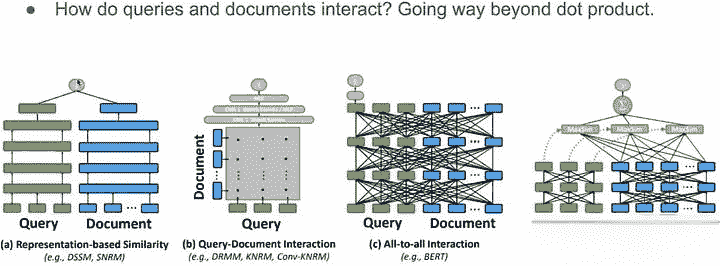 ● How do queries and documents interact? Going way beyond dot product.
s
s
MLP
s
MaxSim
MaxSim
MaxSim
Document
Query
Document
Query
Query
Document
(a) Representation-based Similarity
(e.g., DSSM, SNRM)
(b) Query-Document Interaction
(e.g., DRMM, KNRM, Conv-KNRM)
(c) All-to-all Interaction
(e.g., BERT)